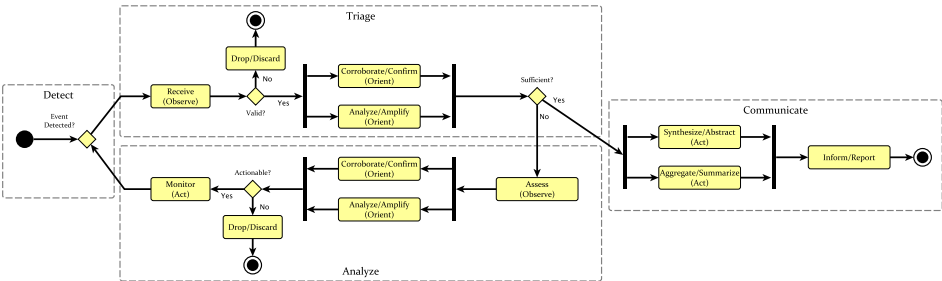 Detect
Event
Detected?
Triage
Drop/Discard
No
Receive
(Observe)
Valid?
Yes
Corroborate/Confirm
(Orient)
Analyze/Amplify
(Orient)
Sufficient?
Yes
No
Communicate
Synthesize/Abstract
(Act)
Aggregate/Summarize
(Act)
Inform/Report
Assess
(Observe)
Corroborate/Confirm
(Orient)
Analyze/Amplify
(Orient)
Actionable?
Yes
No
Monitor
(Act)
Drop/Discard
Analyze